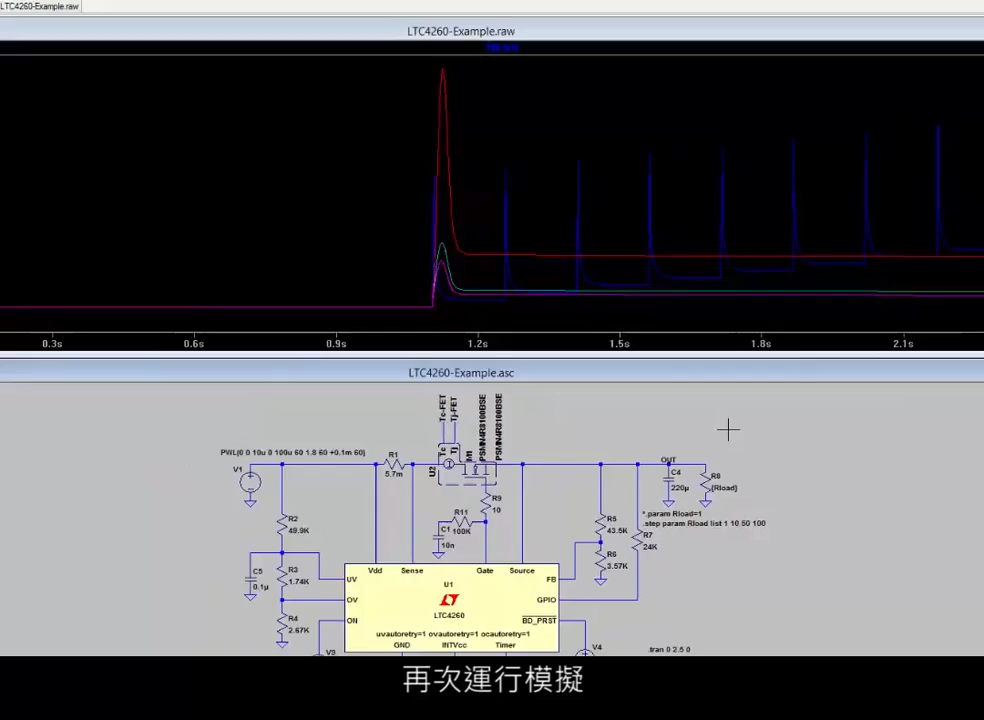 LTC4260-Example.raw
LTC4260-Example.raw
0.3s 0.6s 0.9s 1.2s 1.5s 1.8s 2.1s
LTC4260-Example.asc
Tc-FET
Tj-FET
PSMN4R8100BSE
PSMN4R8100BSE
PWL(0 0 10u 0 100u 60 1.8 60 +0.1m 60)
V1
R1
5.7m
U2
Tc
Tj
M1
OUT
C4
220µ
R8
{Rload}
R9
10
R11
100K
C1
10n
R2
49.9K
R5
43.5K
*.param Rload=1
.step param Rload list 1 10 50 100
R7
24K
R6
3.57K
C5
0.1µ
R3
1.74K
R4
2.67K
Vdd Sense Gate Source
UV
OV
ON
U1
LTC4260
FB
GPIO
BD_PRST
uvautoretry=1 ovautoretry=1 ocautoretry=1
GND INTVcc Timer
V4
.tran 0 2.5 0
再次運行模擬